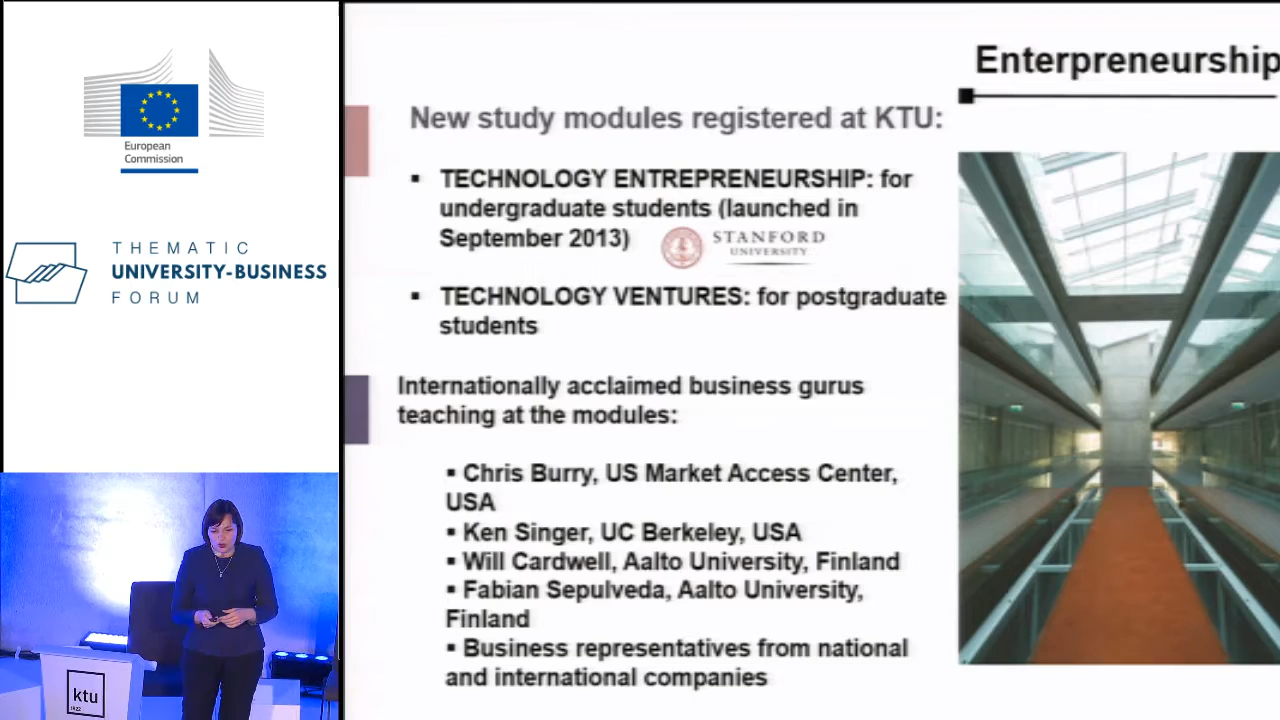 European
Commission
THEMATIC
UNIVERSITY-BUSINESS
FORUM
ktu
1922
Enterpreneurship
New study modules registered at KTU:
▪ TECHNOLOGY ENTREPRENEURSHIP: for
undergraduate students (launched in
September 2013)
STANFORD
UNIVERSITY
▪ TECHNOLOGY VENTURES: for postgraduate
students
Internationally acclaimed business gurus
teaching at the modules:
▪ Chris Burry, US Market Access Center,
USA
▪ Ken Singer, UC Berkeley, USA
▪ Will Cardwell, Aalto University, Finland
▪ Fabian Sepulveda, Aalto University,
Finland
▪ Business representatives from national
and international companies